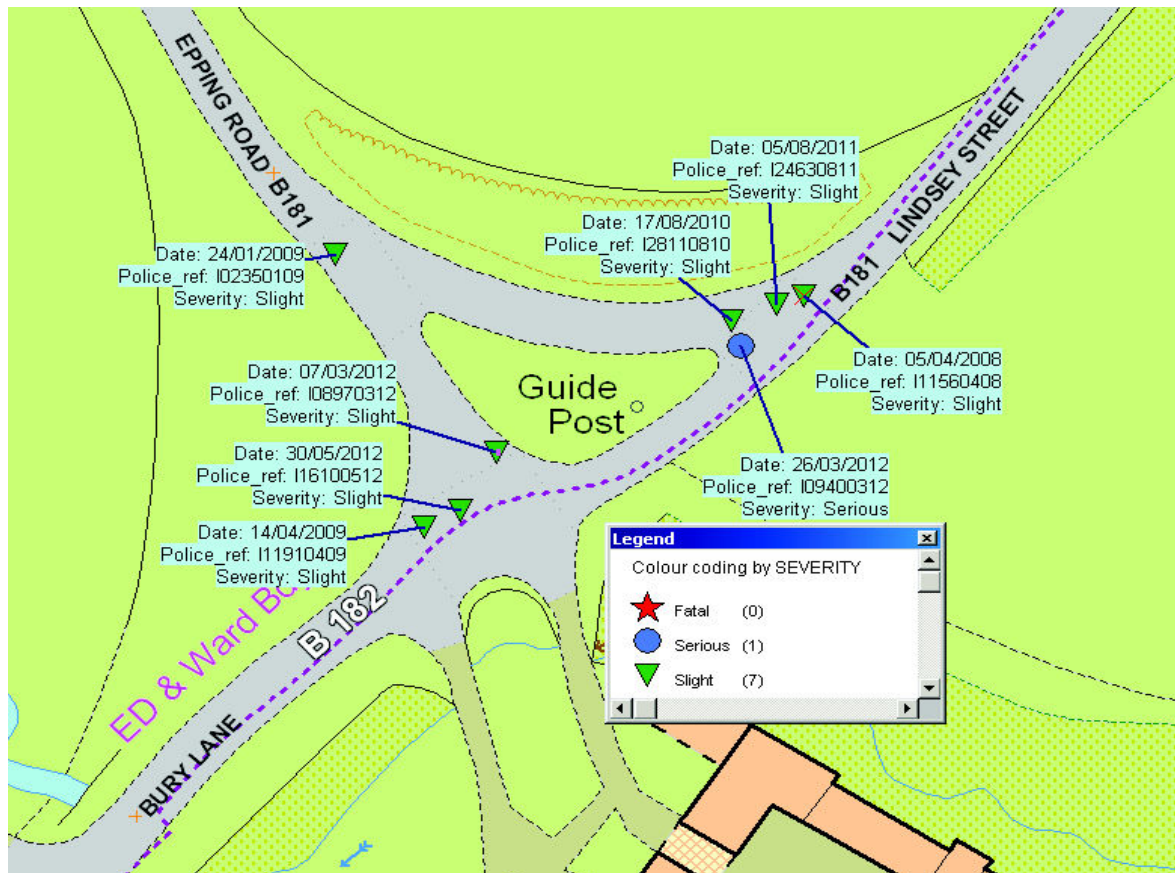 EPPING ROAD B181
Date: 05/08/2011
Police_ref: I24630811
Severity: Slight
Date: 17/08/2010
Police_ref: I28110810
Severity: Slight
B181 LINDSEY STREET
Date: 24/01/2009
Police_ref: I02350109
Severity: Slight
Date: 05/04/2008
Police_ref: I11560408
Severity: Slight
Date: 07/03/2012
Police_ref: I08970312
Severity: Slight
Guide
Post
Date: 30/05/2012
Police_ref: I16100512
Severity: Slight
Date: 26/03/2012
Police_ref: I09400312
Severity: Serious
Date: 14/04/2009
Police_ref: I11910409
Severity: Slight
ED & Ward
B 182
BURY LANE
Legend
Colour coding by SEVERITY
Fatal (0)
Serious (1)
Slight (7)